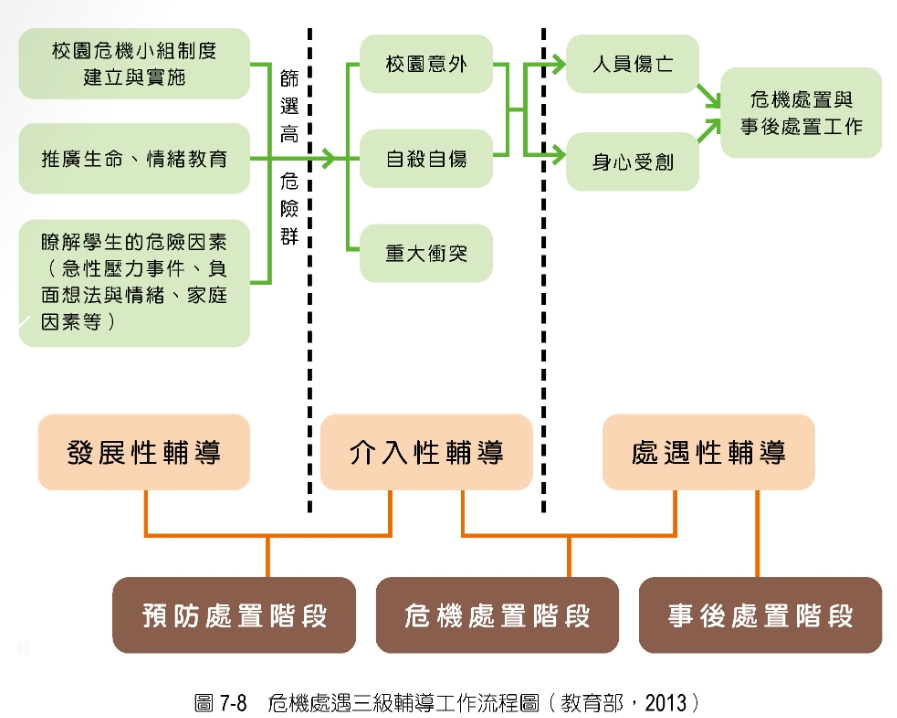 校園危機小組制度
建立與實施
推廣生命、情緒教育
瞭解學生的危險因素
（急性壓力事件、負
面想法與情緒、家庭
因素等）
篩選高危險群
校園意外
自殺自傷
重大衝突
人員傷亡
身心受創
危機處置與
事後處置工作
發展性輔導
介入性輔導
處遇性輔導
預防處置階段
危機處置階段
事後處置階段
圖 7-8　危機處遇三級輔導工作流程圖（教育部，2013）